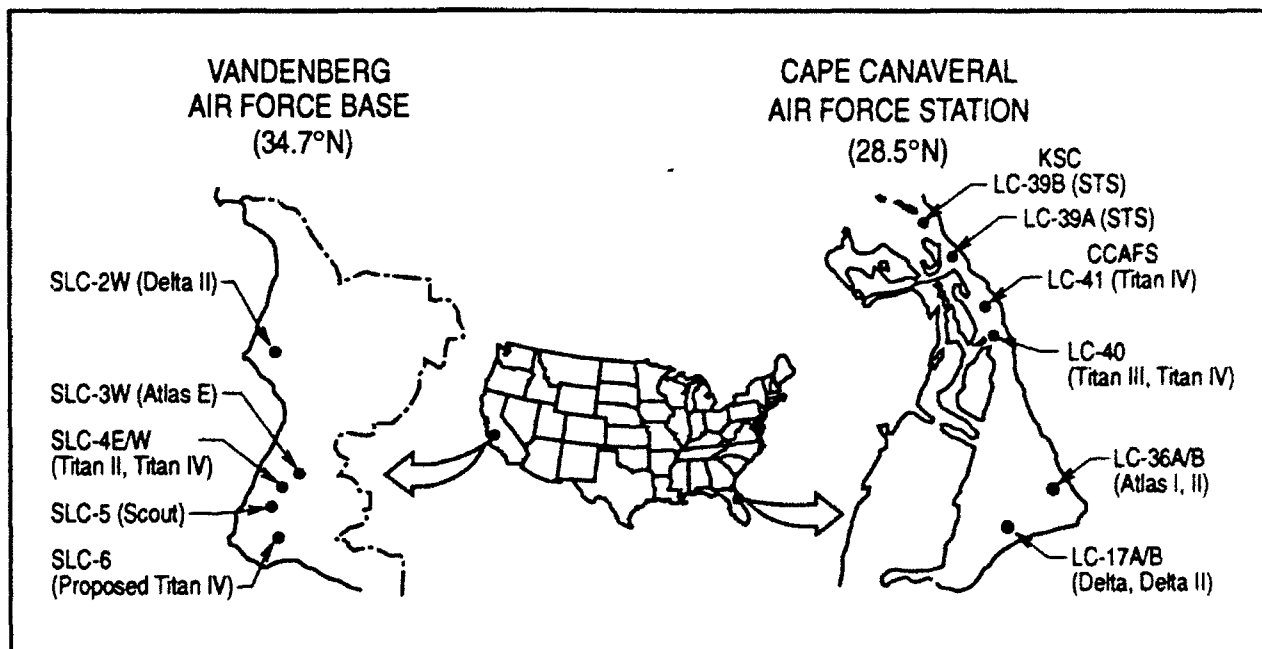 VANDENBERG
AIR FORCE BASE
(34.7°N)
SLC-2W (Delta II)
SLC-3W (Atlas E)
SLC-4E/W
(Titan II, Titan IV)
SLC-5 (Scout)
SLC-6
(Proposed Titan IV)
CAPE CANAVERAL
AIR FORCE STATION
(28.5°N)
KSC
LC-39B (STS)
LC-39A (STS)
CCAFS
LC-41 (Titan IV)
LC-40
(Titan III, Titan IV)
LC-36A/B
(Atlas I, II)
LC-17A/B
(Delta, Delta II)